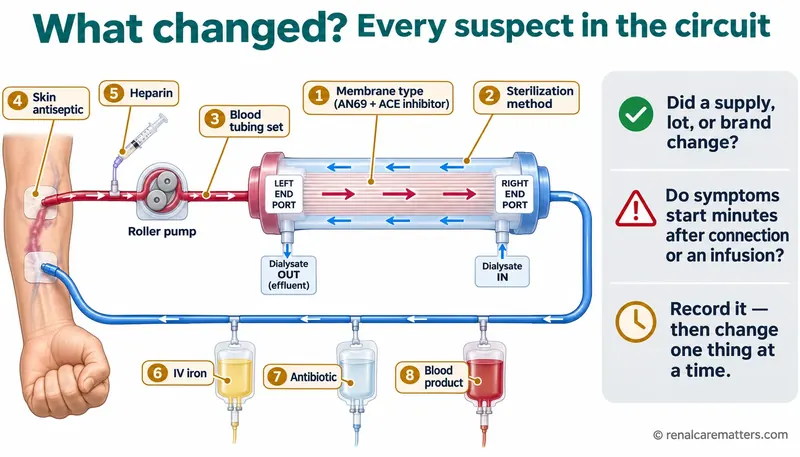 What changed? Every suspect in the circuit
4 Skin
antiseptic
5 Heparin
3 Blood
tubing set
1 Membrane type
(AN69 + ACE inhibitor)
2 Sterilization
method
LEFT
END
PORT
RIGHT
END
PORT
Roller pump
Dialysate
OUT
(effluent)
Dialysate
IN
6 IV iron
7 Antibiotic
8 Blood
product
Did a supply,
lot, or brand
change?
Do symptoms
start minutes
after connection
or an infusion?
Record it —
then change
one thing at
a time.
© renalcarematters.com